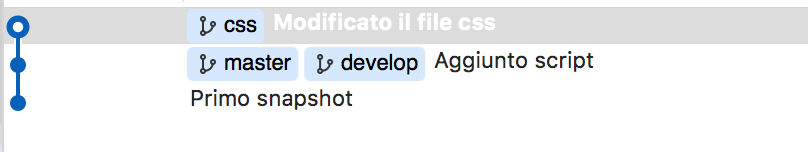 css Modificato il file css
master develop Aggiunto script
Primo snapshot